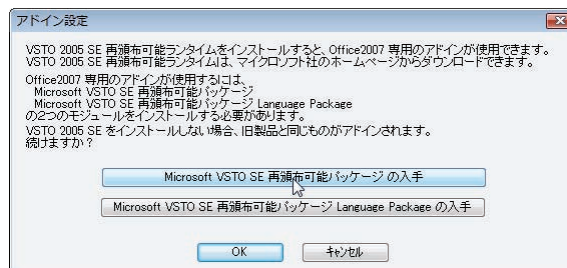 アドイン設定
VSTO 2005 SE 再頒布可能ランタイムをインストールすると、Office2007 専用のアドインが使用できます。
VSTO 2005 SE 再頒布可能ランタイムは、マイクロソフト社のホームページからダウンロードできます。
Office2007 専用のアドインが使用するには、
Microsoft VSTO SE 再頒布可能パッケージ
Microsoft VSTO SE 再頒布可能パッケージ Language Package
の2つのモジュールをインストールする必要があります。
VSTO 2005 SE をインストールしない場合、旧製品と同じものがアドインされます。
続けますか？
Microsoft VSTO SE 再頒布可能パッケージ の入手
Microsoft VSTO SE 再頒布可能パッケージ Language Package の入手
OK
キャンセル